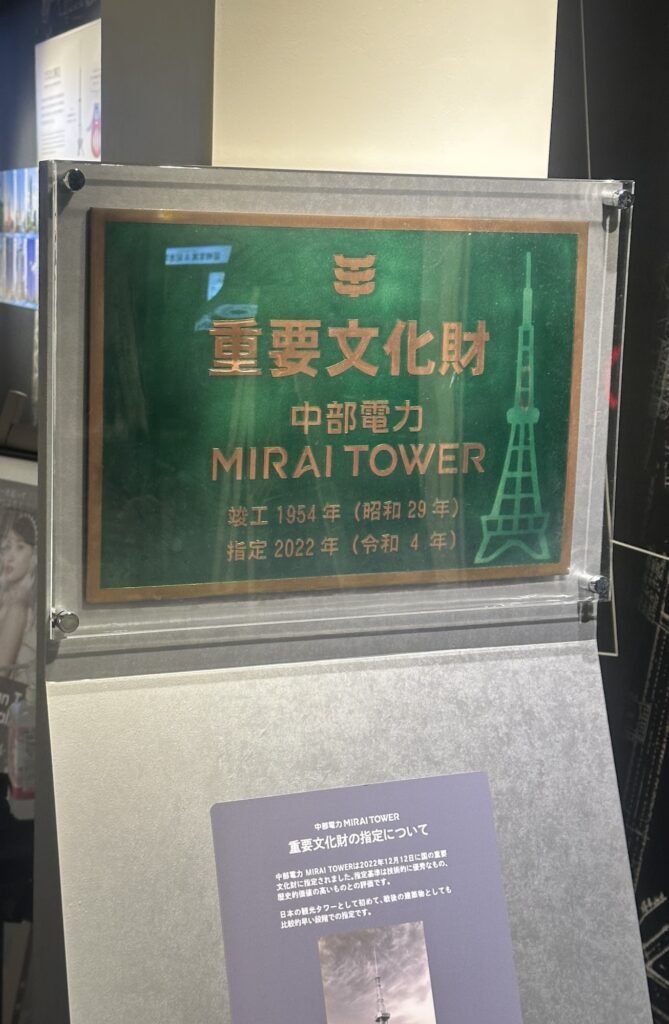 重要文化財
中部電力
MIRAI TOWER
竣工 1954 年（昭和 29 年）
指定 2022 年（令和 4 年）
中部電力 MIRAI TOWER
重要文化財の指定について
中部電力 MIRAI TOWERは2022年12月12日に国の重要
文化財に指定されました。指定基準は技術的に優秀なもの、
歴史的価値の高いものとの評価です。
日本の観光タワーとして初めて、戦後の建築物としても
比較的早い段階での指定です。